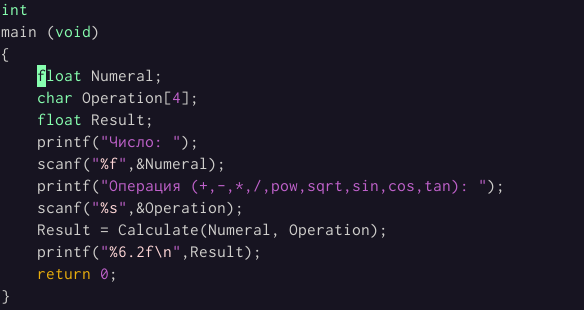 int
main (void)
{
    float Numeral;
    char Operation[4];
    float Result;
    printf("Число: ");
    scanf("%f",&Numeral);
    printf("Операция (+,-,*,/,pow,sqrt,sin,cos,tan): ");
    scanf("%s",&Operation);
    Result = Calculate(Numeral, Operation);
    printf("%6.2f\n",Result);
    return 0;
}